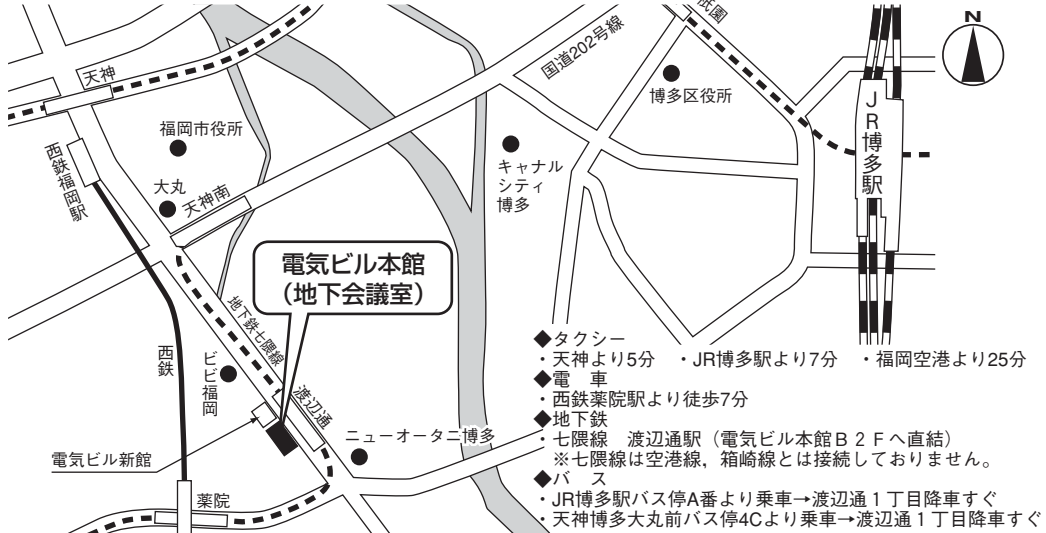 N
天神
国道202号線
祇園
博多区役所
JR博多駅
福岡市役所
西鉄福岡駅
大丸
天神南
キャナル
シティ
博多
電気ビル本館
（地下会議室）
地下鉄七隈線
西鉄
ビビ福岡
渡辺通
ニューオータニ博多
電気ビル新館
薬院
◆タクシー
・天神より5分　・JR博多駅より7分　・福岡空港より25分
◆電　車
・西鉄薬院駅より徒歩7分
◆地下鉄
・七隈線　渡辺通駅（電気ビル本館Ｂ２Ｆへ直結）
※七隈線は空港線，箱崎線とは接続しておりません。
◆バ　ス
・JR博多駅バス停A番より乗車→渡辺通１丁目降車すぐ
・天神博多大丸前バス停4Cより乗車→渡辺通１丁目降車すぐ